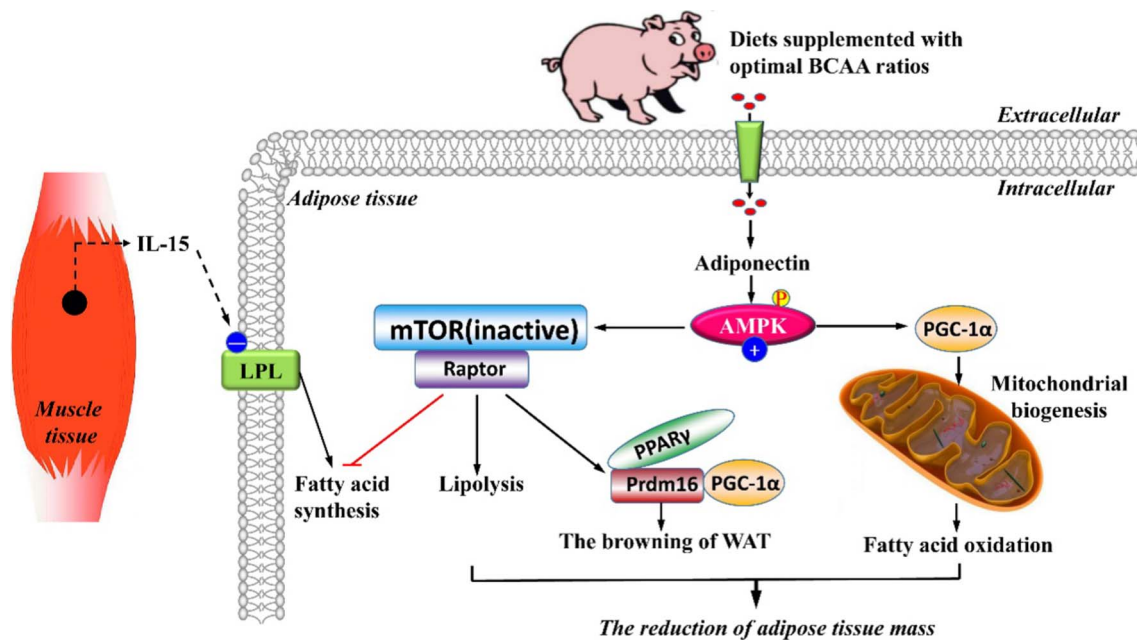 Diets supplemented with
optimal BCAA ratios
Extracellular
Intracellular
Adipose tissue
IL-15
Adiponectin
P
mTOR(inactive)
AMPK
+
PGC-1α
Raptor
−
LPL
Muscle
tissue
Mitochondrial
biogenesis
PPARγ
Prdm16
PGC-1α
Fatty acid
synthesis
Lipolysis
The browning of WAT
Fatty acid oxidation
The reduction of adipose tissue mass